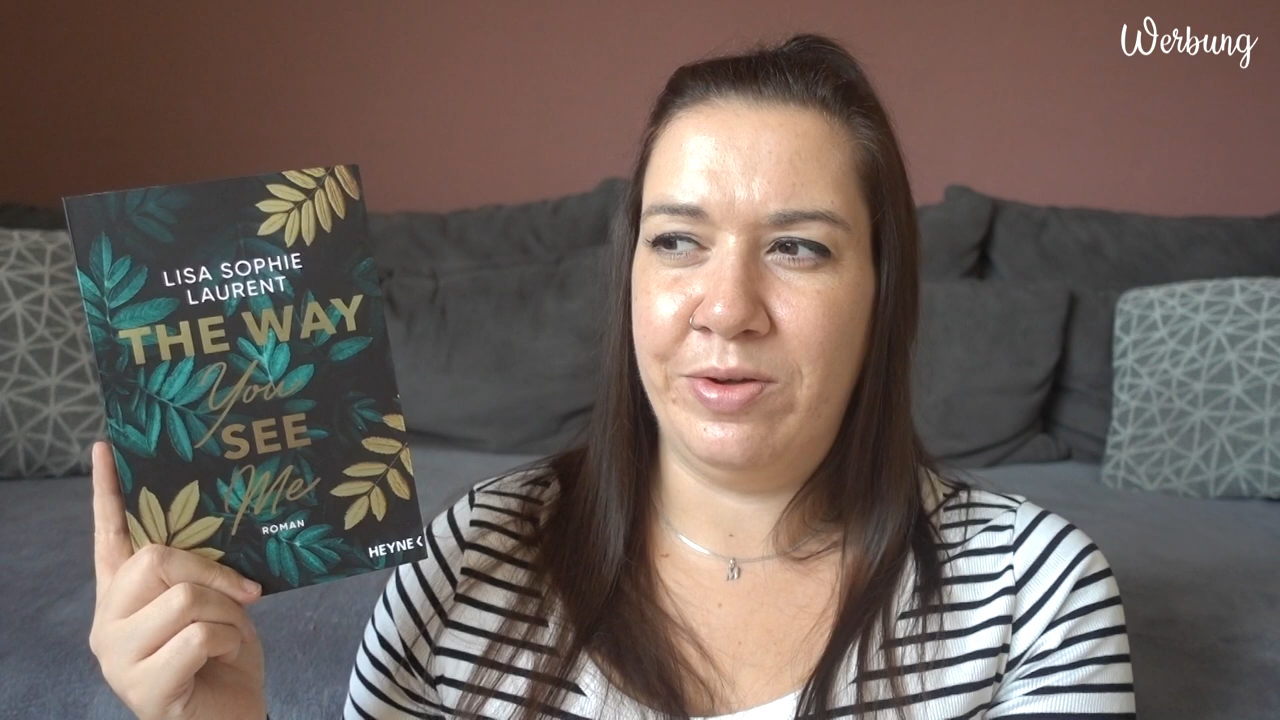 Werbung
LISA SOPHIE
LAURENT
THE WAY
You
SEE
Me
ROMAN
HEYNE<